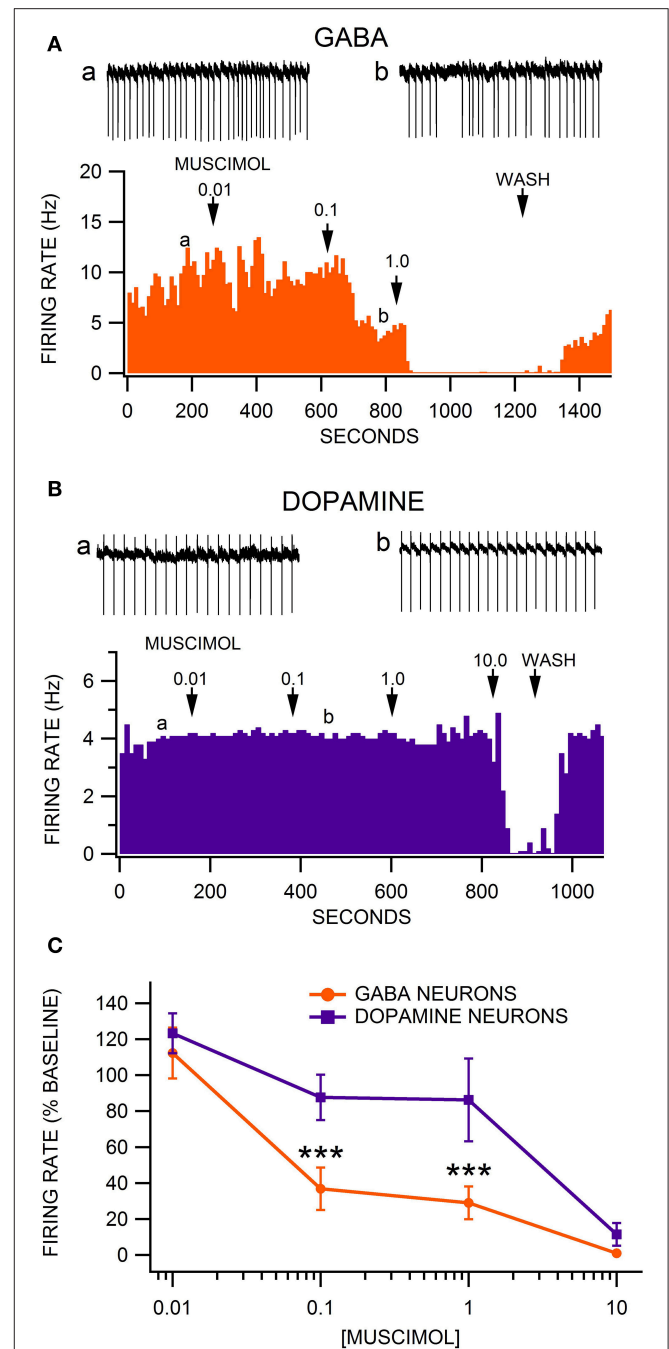 A
GABA
a
b
MUSCIMOL
0.01
0.1
1.0
WASH
a
b
FIRING RATE (Hz)
20
15
10
5
0
0 200 400 600 800 1000 1200 1400
SECONDS
B
DOPAMINE
a
b
MUSCIMOL
0.01
0.1
1.0
10.0
WASH
a
b
FIRING RATE (Hz)
6
4
2
0
0 200 400 600 800 1000
SECONDS
C
GABA NEURONS
DOPAMINE NEURONS
FIRING RATE (% BASELINE)
140
120
100
80
60
40
20
0
*** ***
0.01 0.1 1 10
[MUSCIMOL]